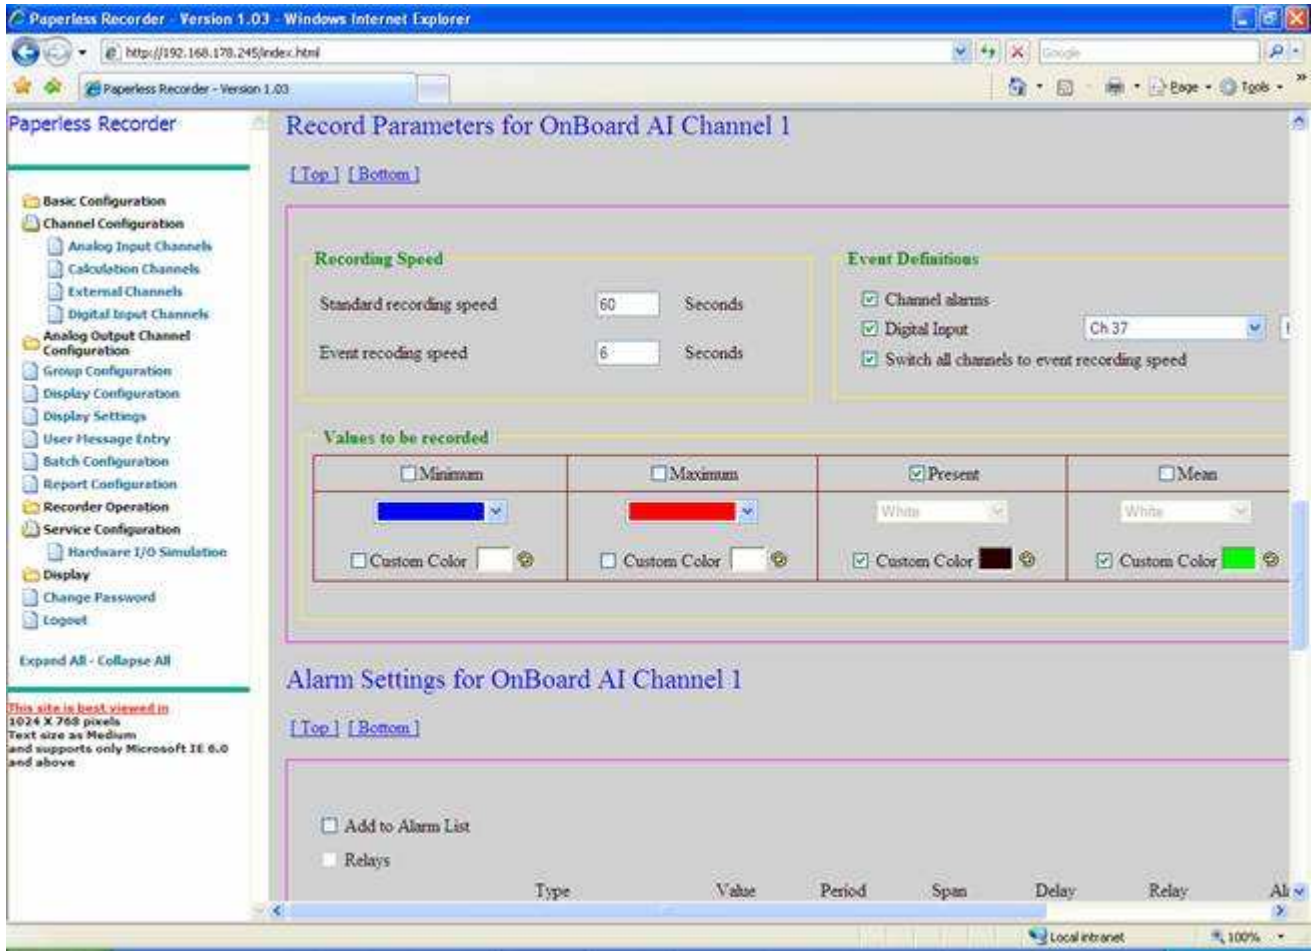 Paperless Recorder - Version 1.03 - Windows Internet Explorer
http://192.168.178.245/index.html
Google
Paperless Recorder - Version 1.03
Page
Tools
Paperless Recorder
Basic Configuration
Channel Configuration
Analog Input Channels
Calculation Channels
External Channels
Digital Input Channels
Analog Output Channel
Configuration
Group Configuration
Display Configuration
Display Settings
User Message Entry
Batch Configuration
Report Configuration
Recorder Operation
Service Configuration
Hardware I/O Simulation
Display
Change Password
Logout
Expand All - Collapse All
This site is best viewed in
1024 X 768 pixels
Text size as Medium
and supports only Microsoft IE 6.0
and above
Record Parameters for OnBoard AI Channel 1
[ Top ] [ Bottom ]
Recording Speed
Standard recording speed 60 Seconds
Event recoding speed 6 Seconds
Event Definitions
Channel alarms
Digital Input Ch 37
Switch all channels to event recording speed
Values to be recorded
Minimum Maximum Present Mean
White White
Custom Color Custom Color Custom Color Custom Color
Alarm Settings for OnBoard AI Channel 1
[ Top ] [ Bottom ]
Add to Alarm List
Relays
Type Value Period Span Delay Relay
Local intranet 100%